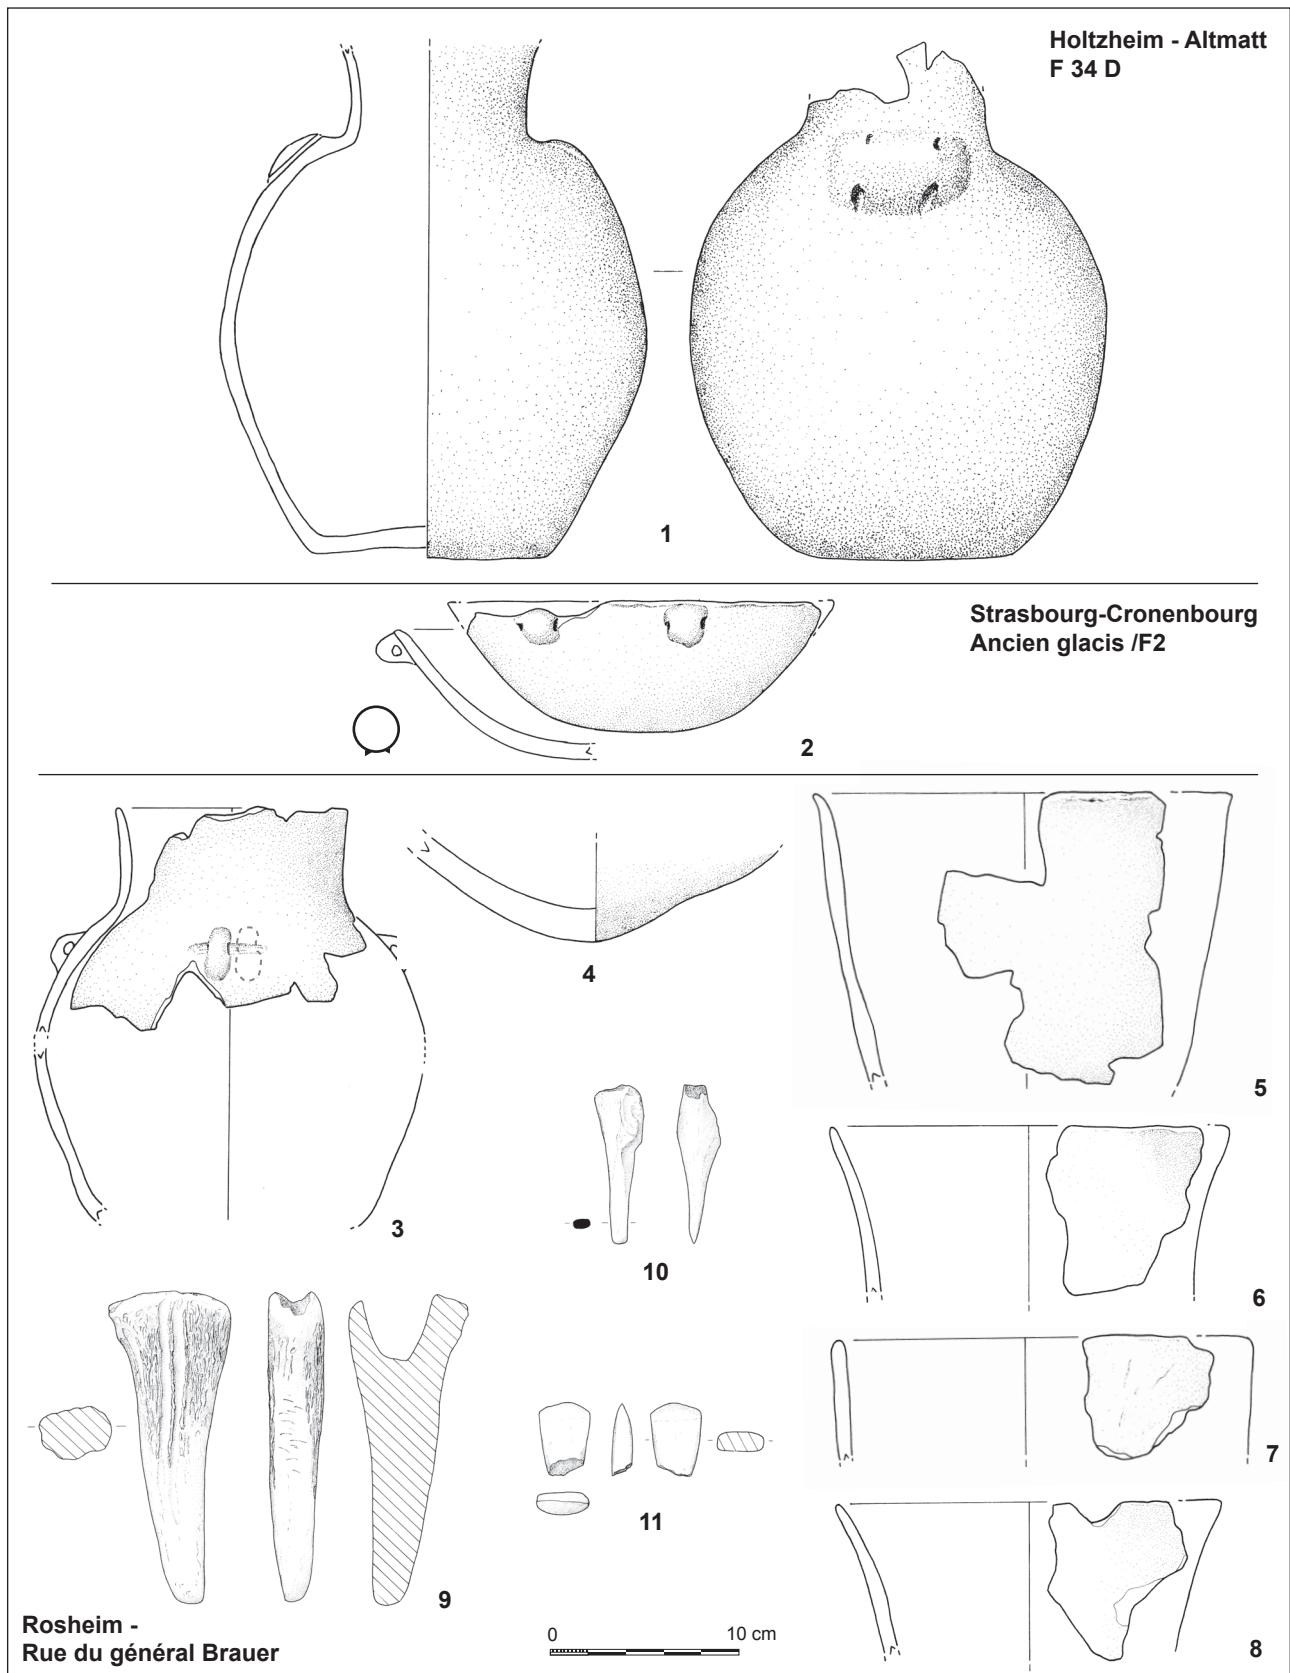 Holtzheim - Altmatt
F 34 D
1
Strasbourg-Cronenbourg
Ancien glacis /F2
2
3
4
5
6
7
8
9
10
11
Rosheim -
Rue du général Brauer
0 10 cm